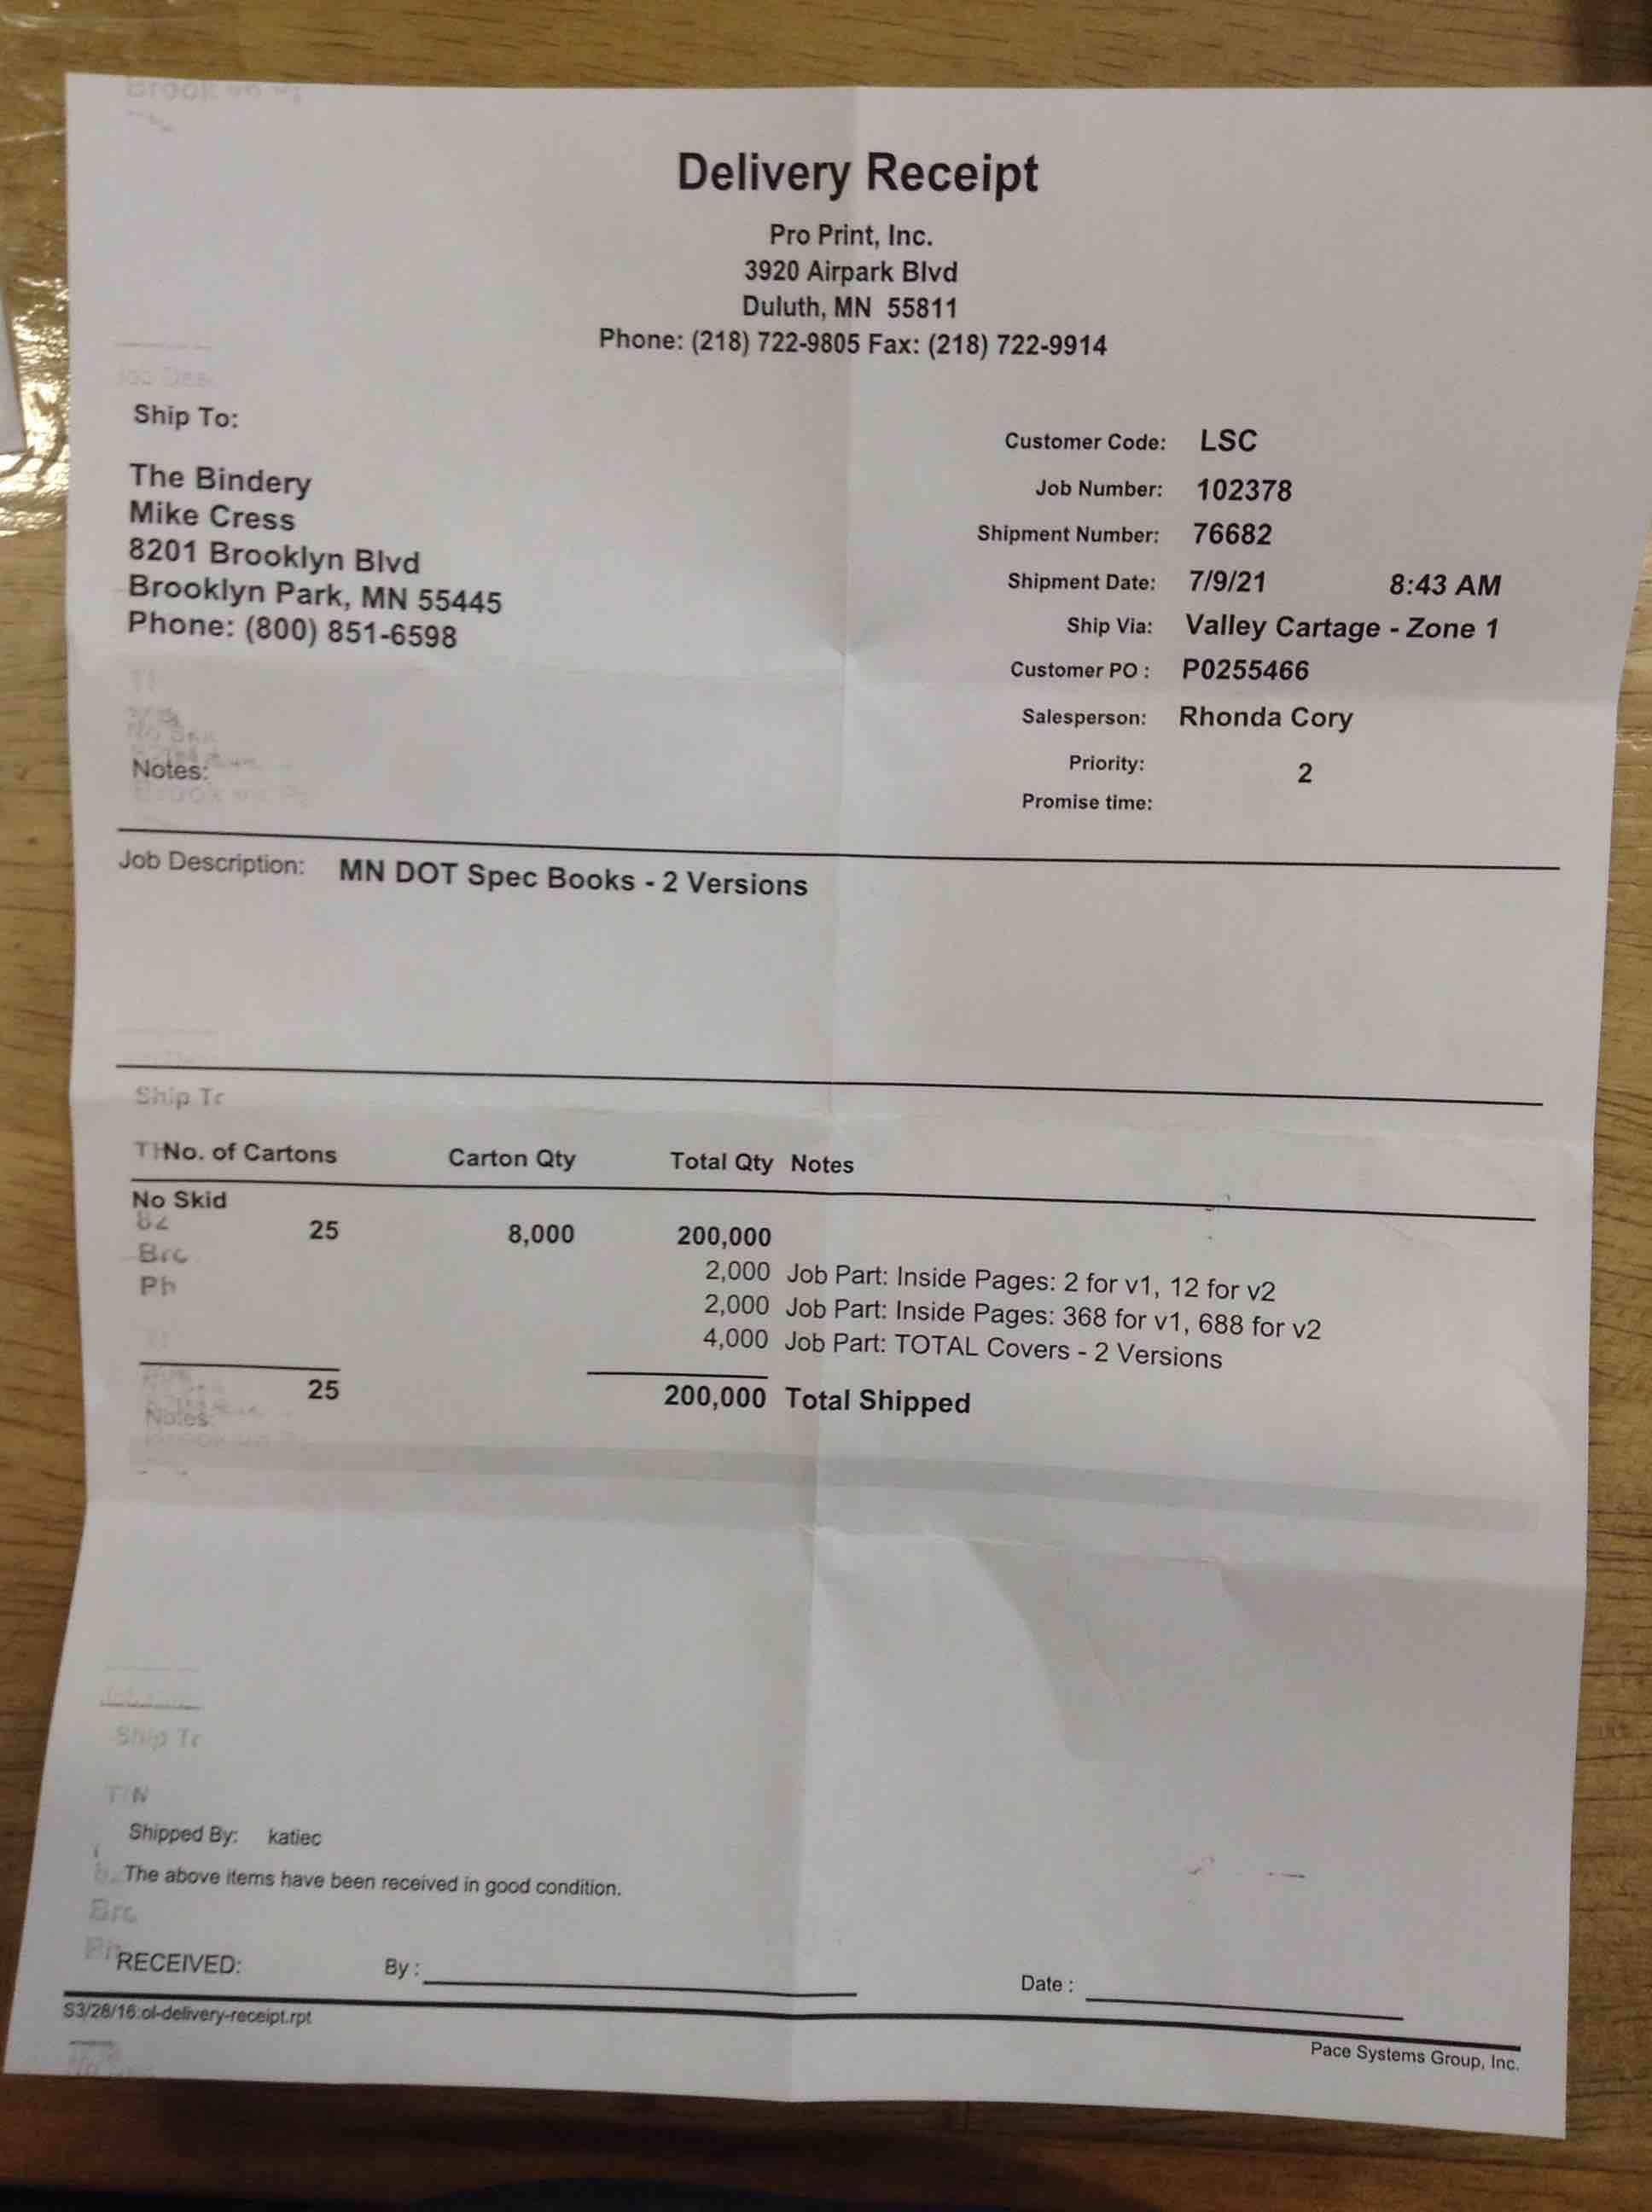 Delivery Receipt
Pro Print, Inc.
3920 Airpark Blvd
Duluth, MN 55811
Phone: (218) 722-9805 Fax: (218) 722-9914
Ship To:
The Bindery
Mike Cress
8201 Brooklyn Blvd
Brooklyn Park, MN 55445
Phone: (800) 851-6598
Customer Code: LSC
Job Number: 102378
Shipment Number: 76682
Shipment Date: 7/9/21 8:43 AM
Ship Via: Valley Cartage - Zone 1
Customer PO : P0255466
Salesperson: Rhonda Cory
Priority: 2
Promise time:
Notes:
Job Description: MN DOT Spec Books - 2 Versions
Ship
No. of Cartons Carton Qty Total Qty Notes
No Skid
25 8,000 200,000
2,000 Job Part: Inside Pages: 2 for v1, 12 for v2
2,000 Job Part: Inside Pages: 368 for v1, 688 for v2
4,000 Job Part: TOTAL Covers - 2 Versions
25 200,000 Total Shipped
Notes:
Ship
Shipped By: katiec
The above items have been received in good condition.
RECEIVED: By : Date :
S3/28/16:ol-delivery-receipt.rpt
Pace Systems Group, Inc.